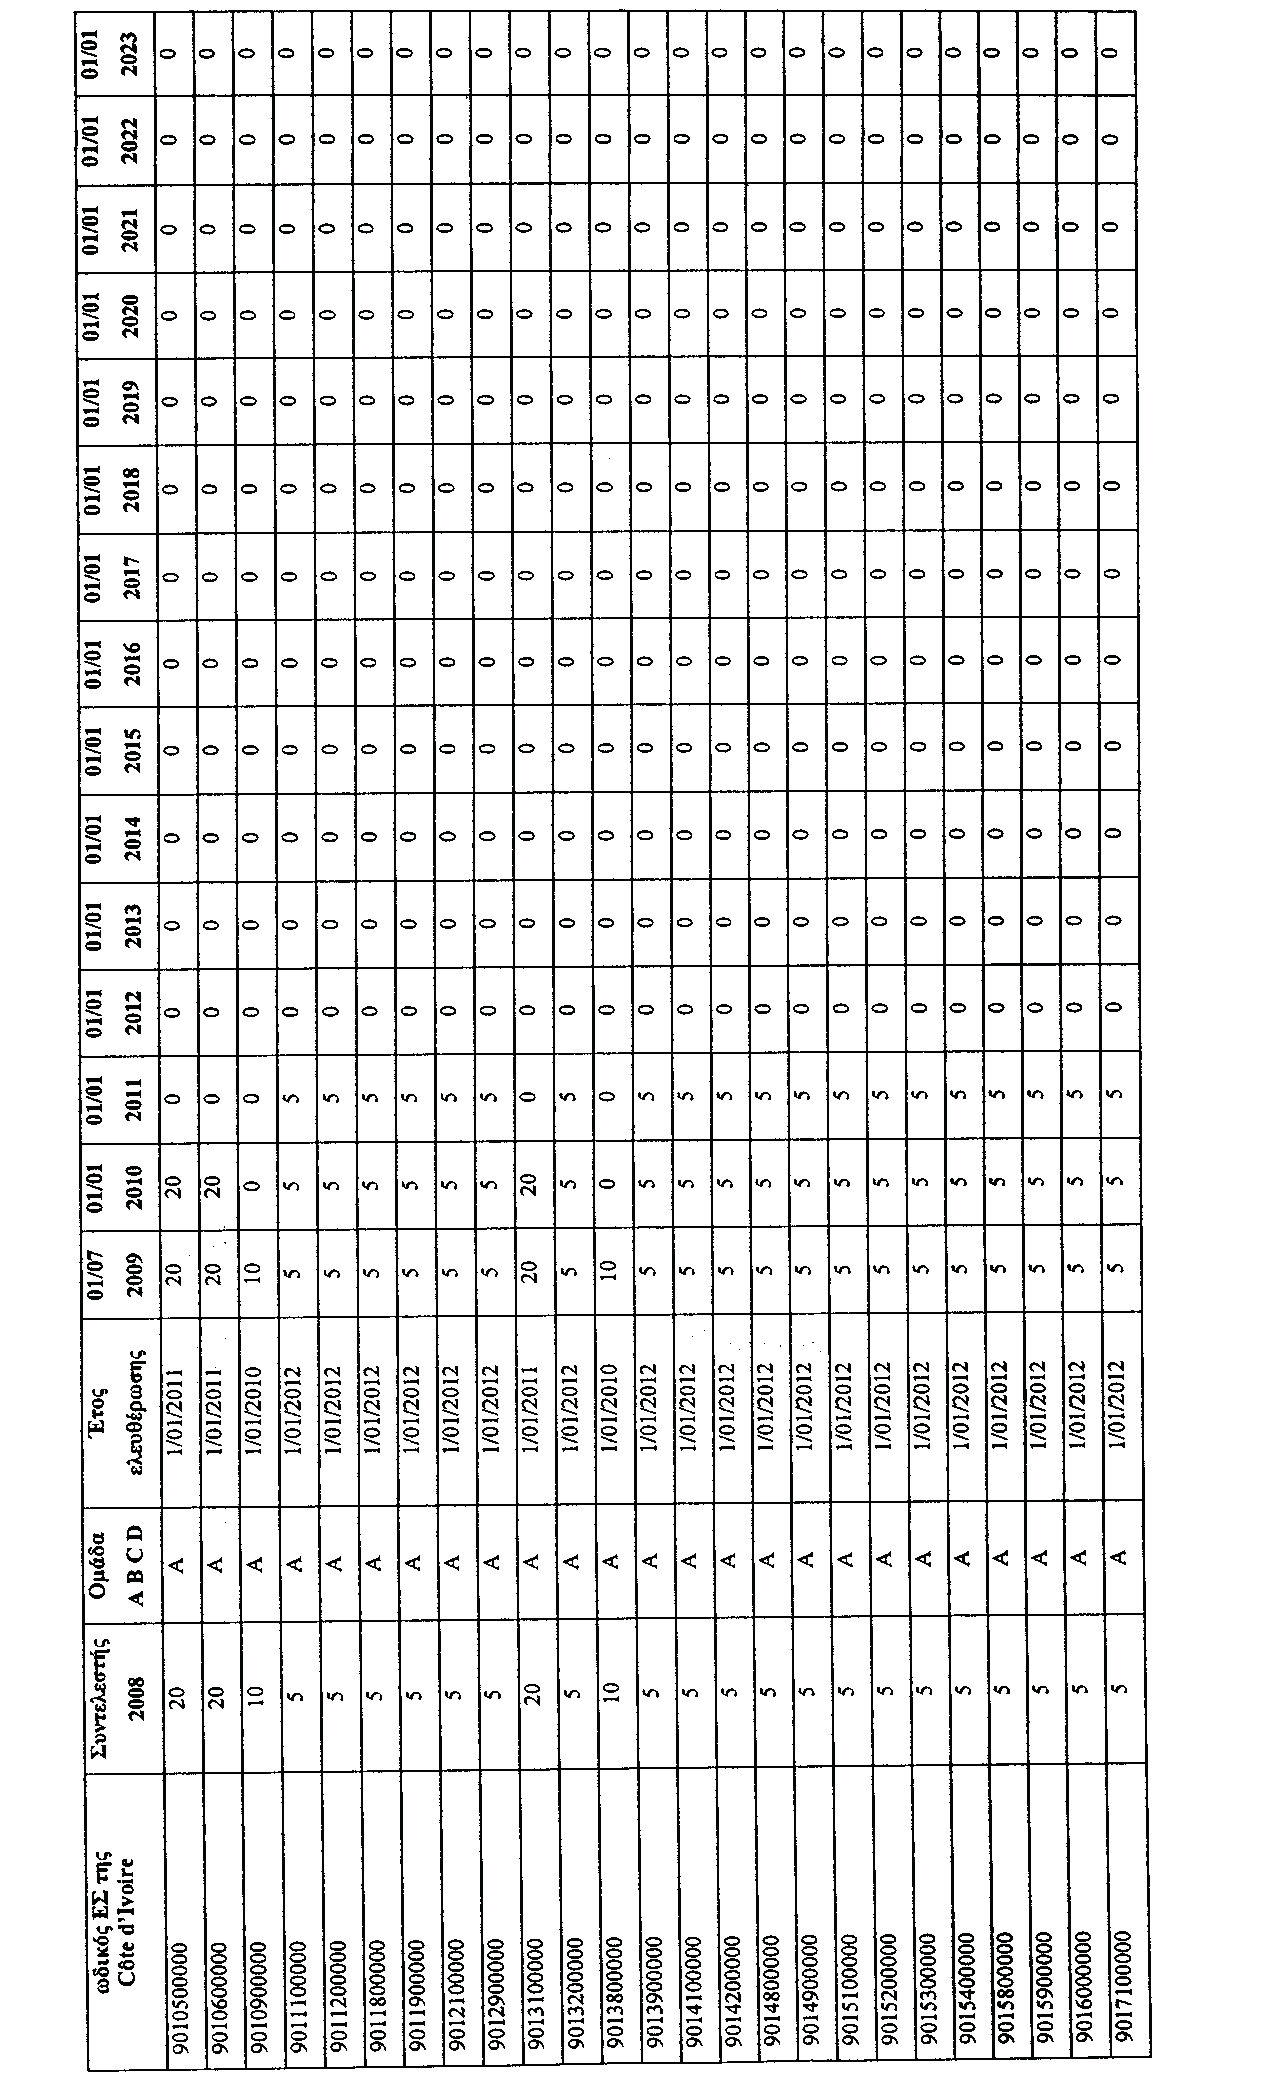 ωδικός ΕΣ της Côte d'Ivoire Συντελεστής 2008 Ομάδα A B C D Έτος ελευθέρωσης 01/07 2009 01/01 2010 01/01 2011 01/01 2012 01/01 2013 01/01 2014 01/01 2015 01/01 2016 01/01 2017 01/01 2018 01/01 2019 01/01 2020 01/01 2021 01/01 2022 01/01 2023
9010500000 20 A 1/01/2011 20 20 0 0 0 0 0 0 0 0 0 0 0 0 0
9010600000 20 A 1/01/2011 20 20 0 0 0 0 0 0 0 0 0 0 0 0 0
9010900000 10 A 1/01/2010 10 0 0 0 0 0 0 0 0 0 0 0 0 0 0
9011100000 5 A 1/01/2012 5 5 5 0 0 0 0 0 0 0 0 0 0 0 0
9011200000 5 A 1/01/2012 5 5 5 0 0 0 0 0 0 0 0 0 0 0 0
9011800000 5 A 1/01/2012 5 5 5 0 0 0 0 0 0 0 0 0 0 0 0
9011900000 5 A 1/01/2012 5 5 5 0 0 0 0 0 0 0 0 0 0 0 0
9012100000 5 A 1/01/2012 5 5 5 0 0 0 0 0 0 0 0 0 0 0 0
9012900000 5 A 1/01/2012 5 5 5 0 0 0 0 0 0 0 0 0 0 0 0
9013100000 20 A 1/01/2011 20 20 0 0 0 0 0 0 0 0 0 0 0 0 0
9013200000 5 A 1/01/2012 5 5 5 0 0 0 0 0 0 0 0 0 0 0 0
9013800000 10 A 1/01/2010 10 0 0 0 0 0 0 0 0 0 0 0 0 0 0
9013900000 5 A 1/01/2012 5 5 5 0 0 0 0 0 0 0 0 0 0 0 0
9014100000 5 A 1/01/2012 5 5 5 0 0 0 0 0 0 0 0 0 0 0 0
9014200000 5 A 1/01/2012 5 5 5 0 0 0 0 0 0 0 0 0 0 0 0
9014800000 5 A 1/01/2012 5 5 5 0 0 0 0 0 0 0 0 0 0 0 0
9014900000 5 A 1/01/2012 5 5 5 0 0 0 0 0 0 0 0 0 0 0 0
9015100000 5 A 1/01/2012 5 5 5 0 0 0 0 0 0 0 0 0 0 0 0
9015200000 5 A 1/01/2012 5 5 5 0 0 0 0 0 0 0 0 0 0 0 0
9015300000 5 A 1/01/2012 5 5 5 0 0 0 0 0 0 0 0 0 0 0 0
9015400000 5 A 1/01/2012 5 5 5 0 0 0 0 0 0 0 0 0 0 0 0
9015800000 5 A 1/01/2012 5 5 5 0 0 0 0 0 0 0 0 0 0 0 0
9015900000 5 A 1/01/2012 5 5 5 0 0 0 0 0 0 0 0 0 0 0 0
9016000000 5 A 1/01/2012 5 5 5 0 0 0 0 0 0 0 0 0 0 0 0
9017100000 5 A 1/01/2012 5 5 5 0 0 0 0 0 0 0 0 0 0 0 0